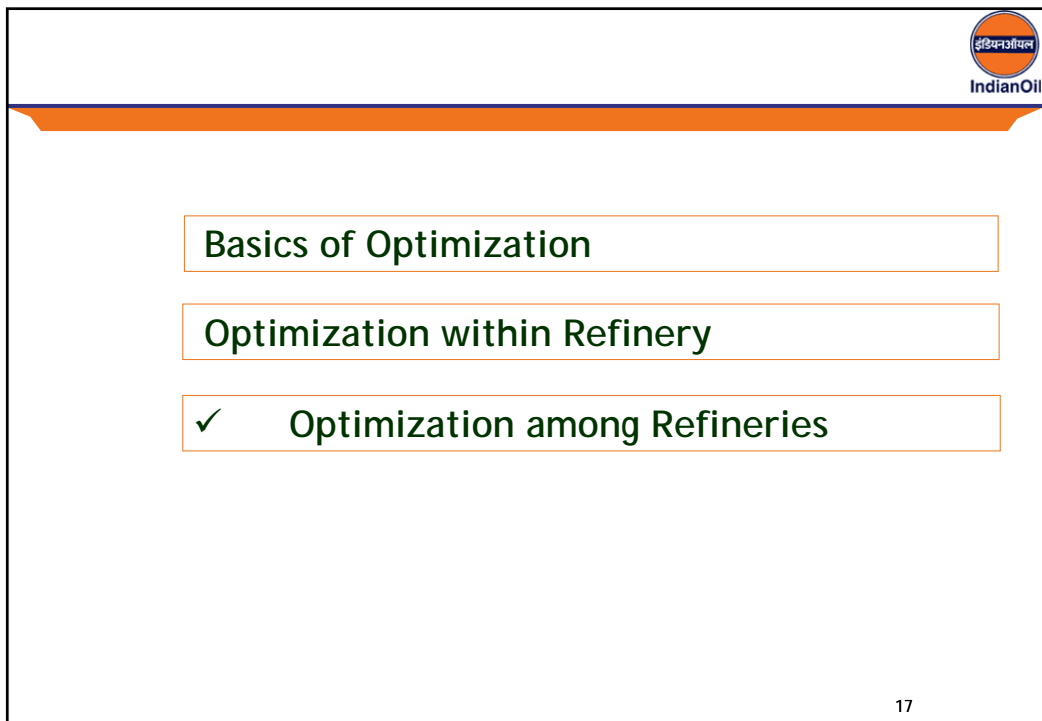 इंडियनऑयल
IndianOil
Basics of Optimization
Optimization within Refinery
✓ Optimization among Refineries
17